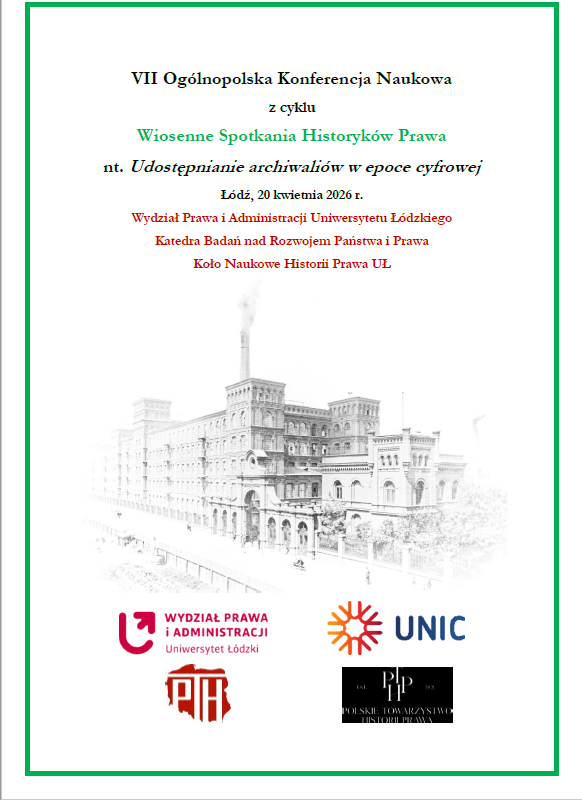 VII Ogólnopolska Konferencja Naukowa
z cyklu
Wiosenne Spotkania Historyków Prawa
nt. Udostępnianie archiwaliów w epoce cyfrowej
Łódź, 20 kwietnia 2026 r.
Wydział Prawa i Administracji Uniwersytetu Łódzkiego
Katedra Badań nad Rozwojem Państwa i Prawa
Koło Naukowe Historii Prawa UŁ
WYDZIAŁ PRAWA
i ADMINISTRACJI
Uniwersytet Łódzki
UNIC
PTH
PTHP
EST.
POLSKIE TOWARZYSTWO
HISTORII PRAWA